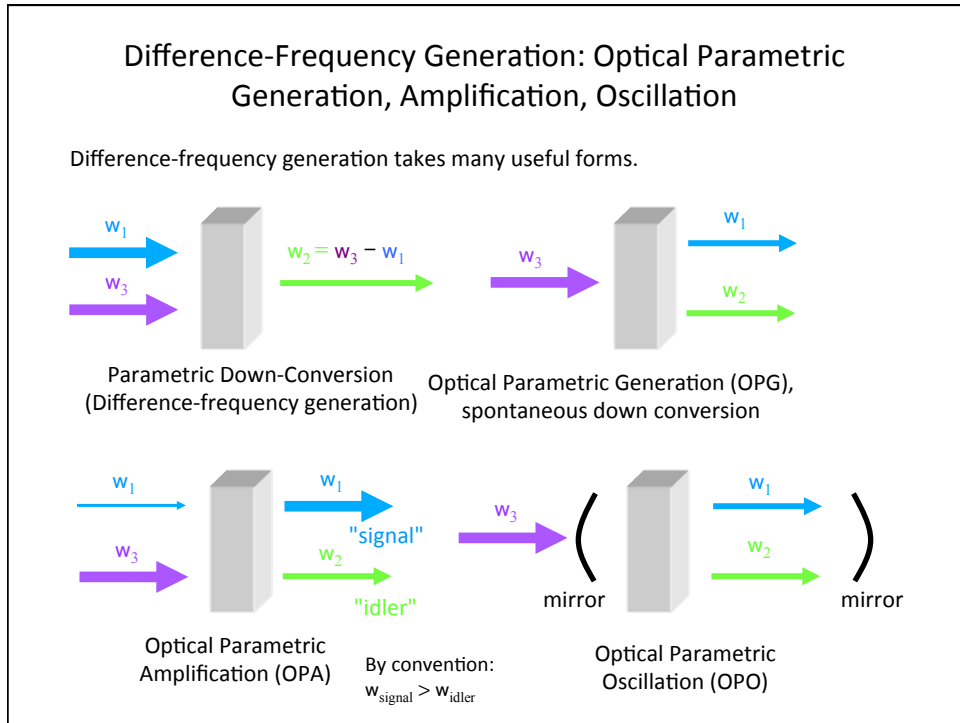 Difference-Frequency Generation: Optical Parametric
Generation, Amplification, Oscillation
Difference-frequency generation takes many useful forms.
w1
w3
w2 = w3 – w1
Parametric Down-Conversion
(Difference-frequency generation)
w3
w1
w2
Optical Parametric Generation (OPG),
spontaneous down conversion
w1
w3
w1
"signal"
w2
"idler"
Optical Parametric
Amplification (OPA)
By convention:
wsignal > widler
w3
mirror
w1
w2
mirror
Optical Parametric
Oscillation (OPO)